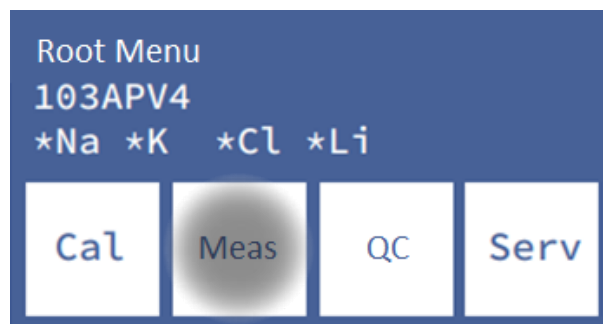 Root Menu
103APV4
*Na *K *Cl *Li
Cal Meas QC Serv